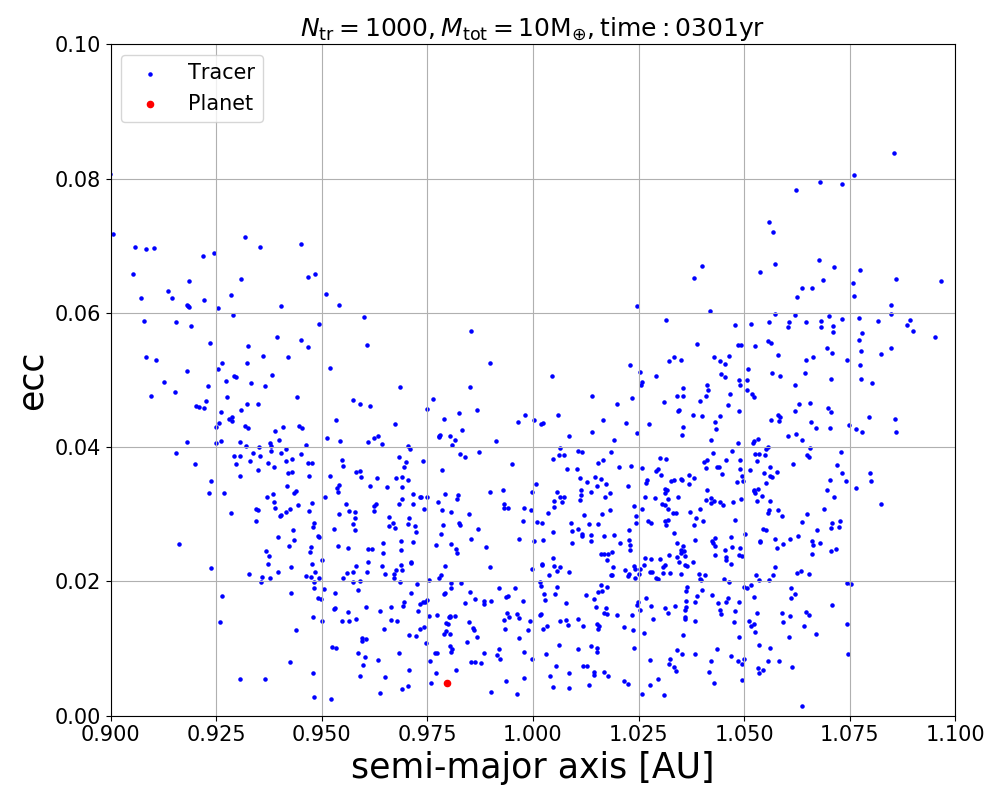 N_tr = 1000, M_tot = 10M_⊕, time : 0301yr
Tracer
Planet
ecc
0.10
0.08
0.06
0.04
0.02
0.00
0.900 0.925 0.950 0.975 1.000 1.025 1.050 1.075 1.100
semi-major axis [AU]